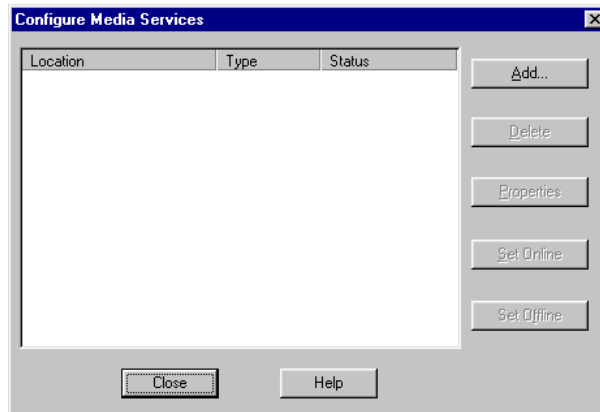 Configure Media Services
Location Type Status
Add...
Delete
Properties
Set Online
Set Offline
Close Help